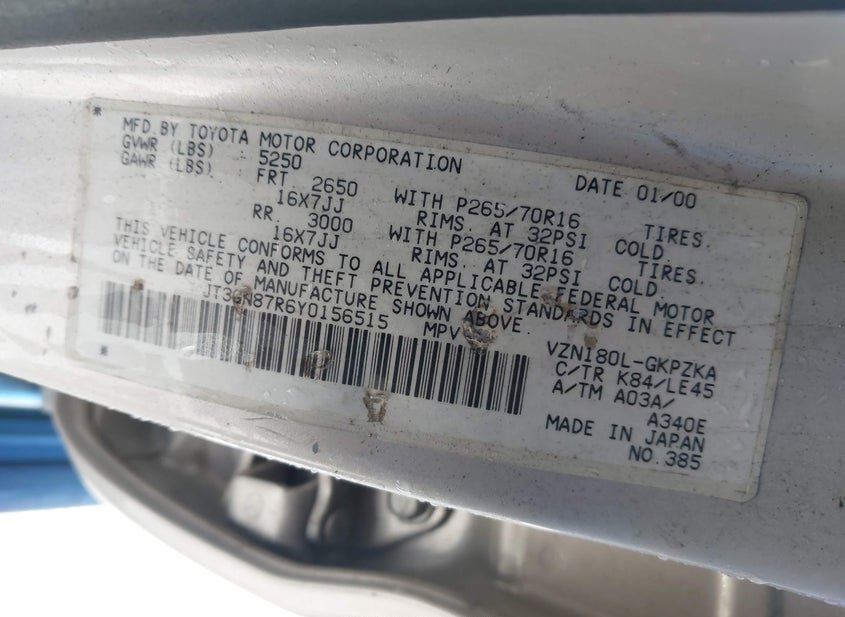 MFD.BY TOYOTA MOTOR CORPORATION DATE 01/00
GVWR (LBS) 5250
GAWR (LBS) FRT 2650 WITH P265/70R16 TIRES.
16X7JJ RIMS. AT 32PSI COLD.
RR 3000 WITH P265/70R16 TIRES.
16X7JJ RIMS. AT 32PSI COLD.
THIS VEHICLE CONFORMS TO ALL APPLICABLE FEDERAL MOTOR
VEHICLE SAFETY AND THEFT PREVENTION STANDARDS IN EFFECT
ON THE DATE OF MANUFACTURE SHOWN ABOVE.
JT3GN87R6Y0156515 MPV
VZN180L-GKPZKA
C/TR K84/LE45
A/TM A03A/
A340E
MADE IN JAPAN
NO.385